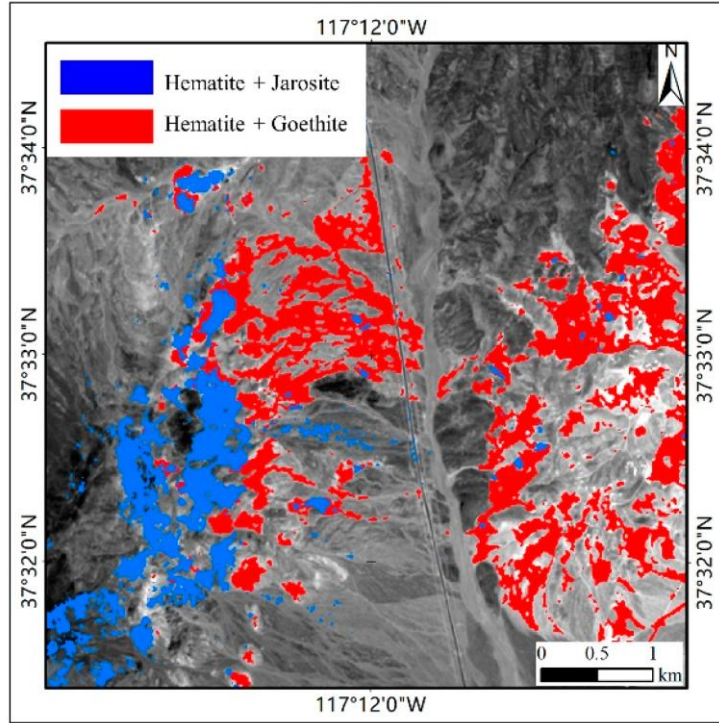 117°12'0"W
N
Hematite + Jarosite
Hematite + Goethite
37°34'0"N
37°34'0"N
37°33'0"N
37°33'0"N
37°32'0"N
37°32'0"N
0 0.5 1
km
117°12'0"W